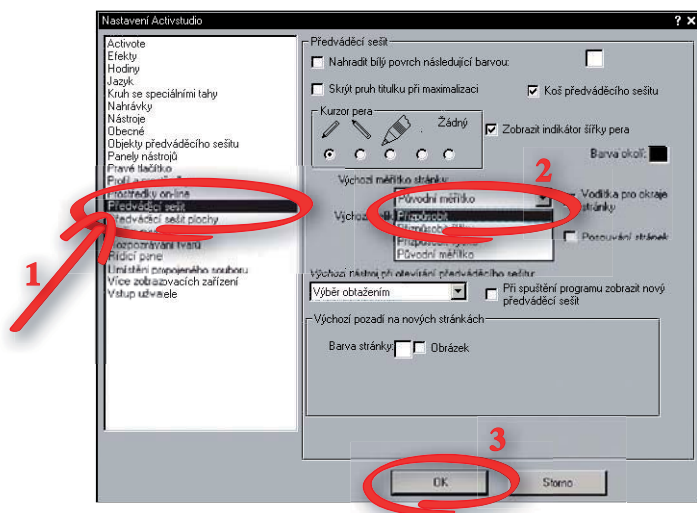 Nastavení Activstudio
Activote
Efekty
Hodiny
Jazyk
Kruh se speciálními tahy
Nahrávky
Nástroje
Obecné
Objekty předváděcího sešitu
Panely nástrojů
Pravé tlačítko
Prostředky on-line
Předváděcí sešit
Předváděcí sešit plochy
Rozpoznávání tvarů
Řídicí panel
Umístění propojeného souboru
Více zobrazovacích zařízení
Vstup uživatele
1
Předváděcí sešit
Nahradit bílý povrch následující barvou:
Skrýt pruh titulku při maximalizaci
Koš předváděcího sešitu
Kurzor pera
Žádný
Zobrazit indikátor šířky pera
Barva okolí:
2
Výchozí měřítko stránky:
Původní měřítko
Vodítka pro okraje
stránky
Výchozí
Přizpůsobit
Přizpůsobit šířku
Původní měřítko
Posouvání stránek
Výchozí nástroj při otevírání předváděcího sešitu:
Výběr obtažením
Při spuštění programu zobrazit nový
předváděcí sešit
Výchozí pozadí na nových stránkách
Barva stránky:
Obrázek
3
OK
Storno